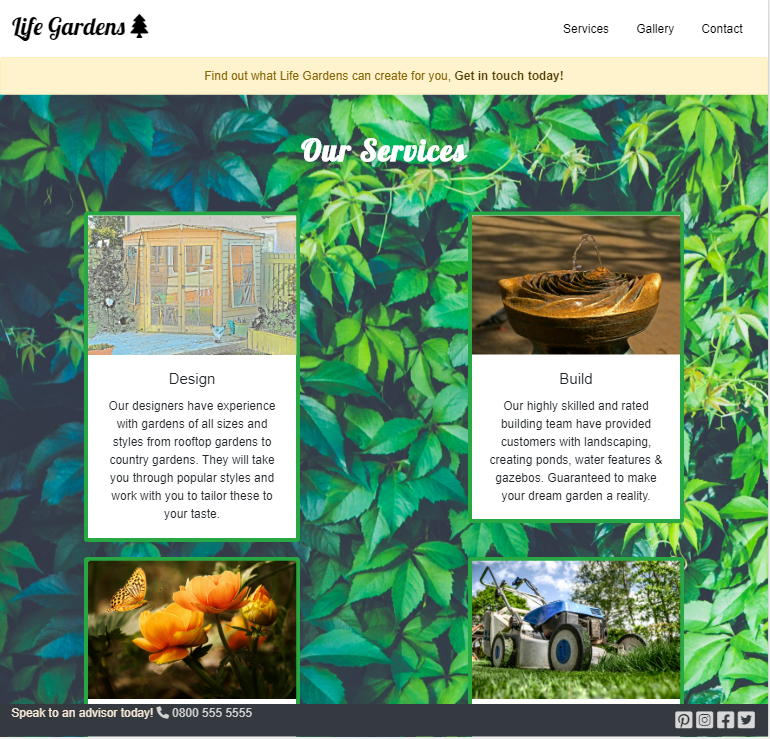 Life Gardens
Services Gallery Contact
Find out what Life Gardens can create for you, Get in touch today!
Our Services
Design
Our designers have experience
with gardens of all sizes and
styles from rooftop gardens to
country gardens. They will take
you through popular styles and
work with you to tailor these to
your taste.
Build
Our highly skilled and rated
building team have provided
customers with landscaping,
creating ponds, water features &
gazebos. Guaranteed to make
your dream garden a reality.
Speak to an advisor today! 0800 555 5555